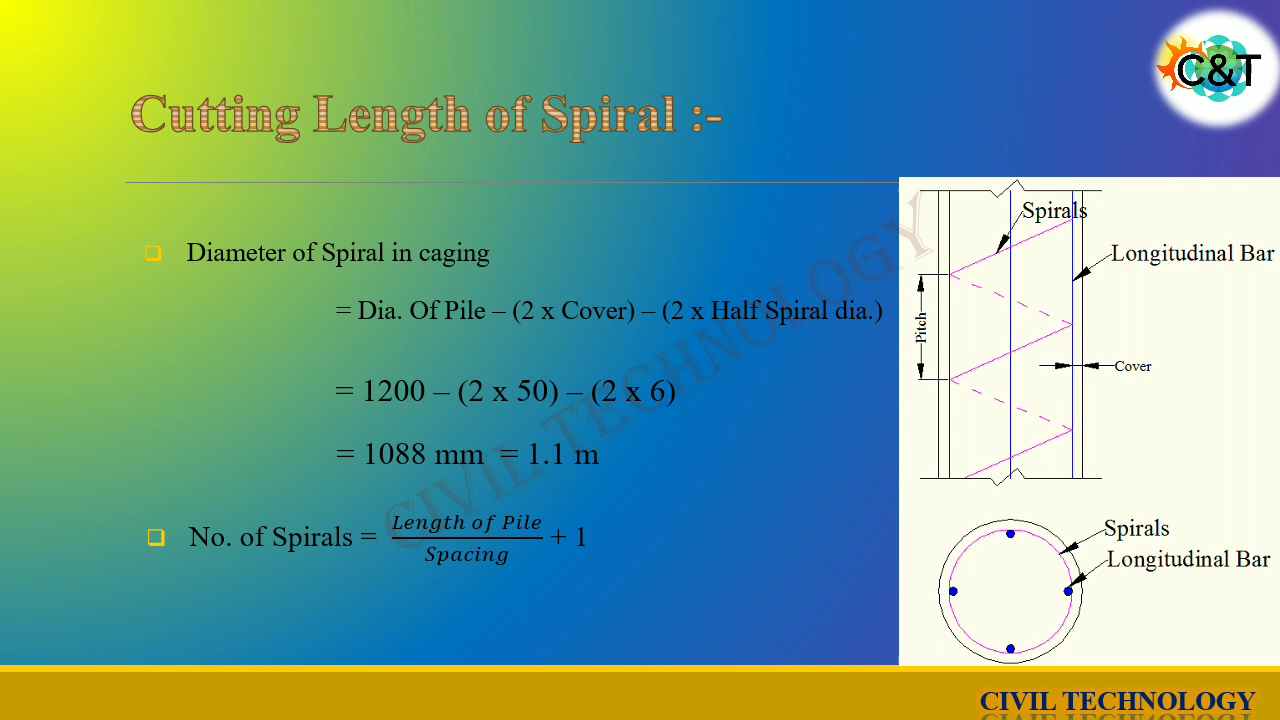 C&T
Cutting Length of Spiral :-
Diameter of Spiral in caging
= Dia. Of Pile – (2 x Cover) – (2 x Half Spiral dia.)
= 1200 – (2 x 50) – (2 x 6)
= 1088 mm = 1.1 m
No. of Spirals = Length of Pile / Spacing + 1
CIVIL TECHNOLOGY
Spirals
Longitudinal Bar
Pitch
Cover
Spirals
Longitudinal Bar
CIVIL TECHNOLOGY